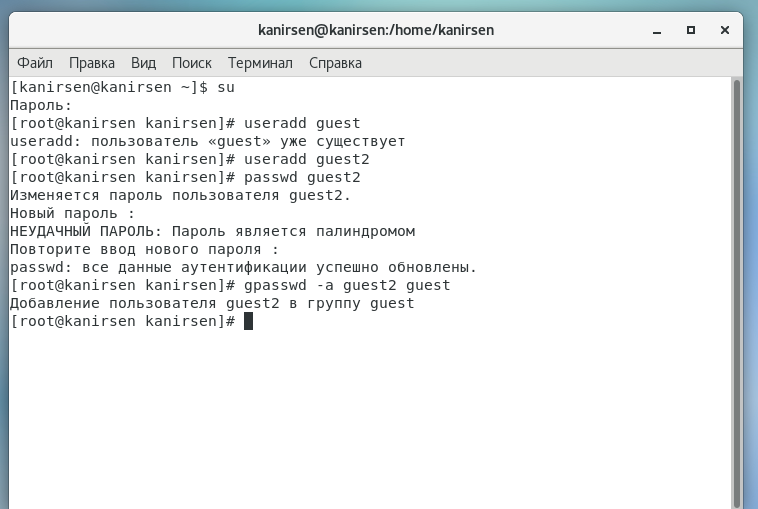 kanirsen@kanirsen:/home/kanirsen
Файл Правка Вид Поиск Терминал Справка
[kanirsen@kanirsen ~]$ su
Пароль:
[root@kanirsen kanirsen]# useradd guest
useradd: пользователь «guest» уже существует
[root@kanirsen kanirsen]# useradd guest2
[root@kanirsen kanirsen]# passwd guest2
Изменяется пароль пользователя guest2.
Новый пароль :
НЕУДАЧНЫЙ ПАРОЛЬ: Пароль является палиндромом
Повторите ввод нового пароля :
passwd: все данные аутентификации успешно обновлены.
[root@kanirsen kanirsen]# gpasswd -a guest2 guest
Добавление пользователя guest2 в группу guest
[root@kanirsen kanirsen]#